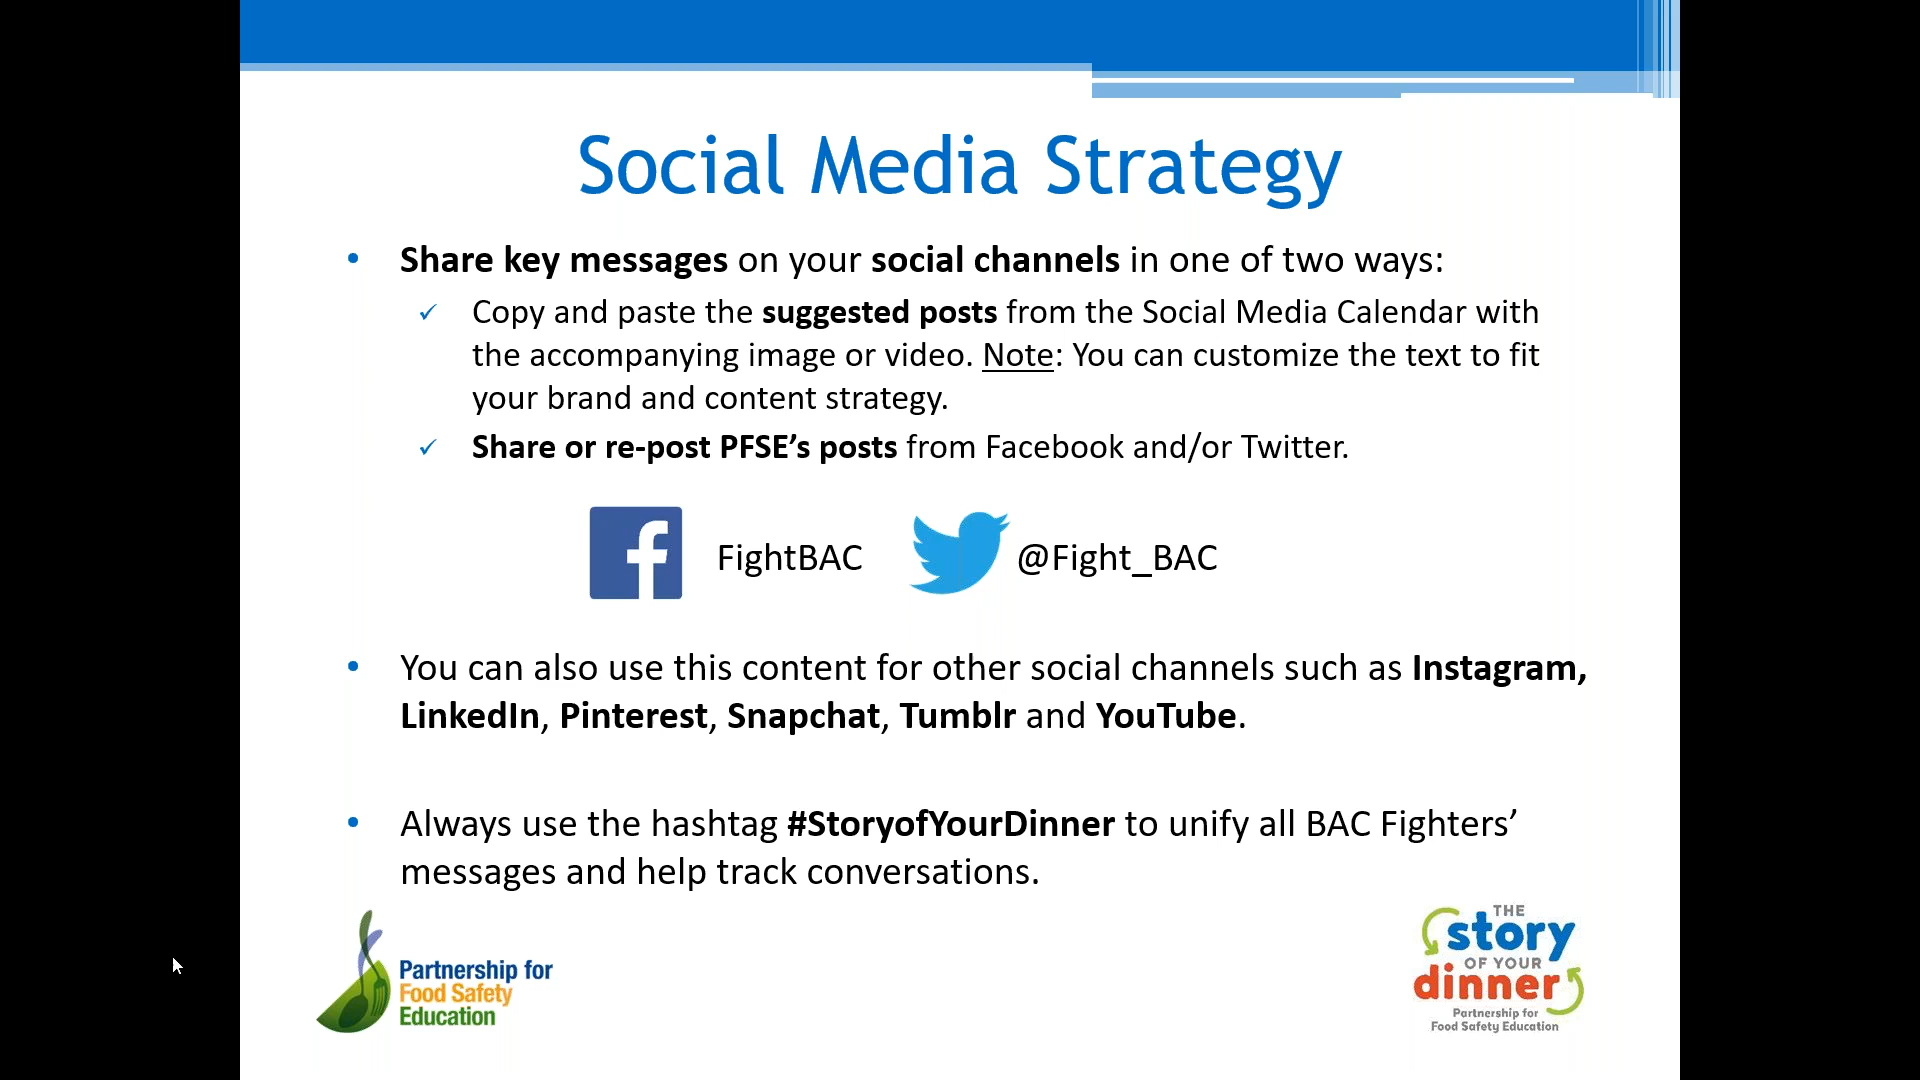 Social Media Strategy
• Share key messages on your social channels in one of two ways:
✓ Copy and paste the suggested posts from the Social Media Calendar with
the accompanying image or video. Note: You can customize the text to fit
your brand and content strategy.
✓ Share or re-post PFSE’s posts from Facebook and/or Twitter.
FightBAC
@Fight_BAC
• You can also use this content for other social channels such as Instagram,
LinkedIn, Pinterest, Snapchat, Tumblr and YouTube.
• Always use the hashtag #StoryofYourDinner to unify all BAC Fighters’
messages and help track conversations.
Partnership for
Food Safety
Education
THE
story
OF YOUR
dinner
Partnership for
Food Safety Education